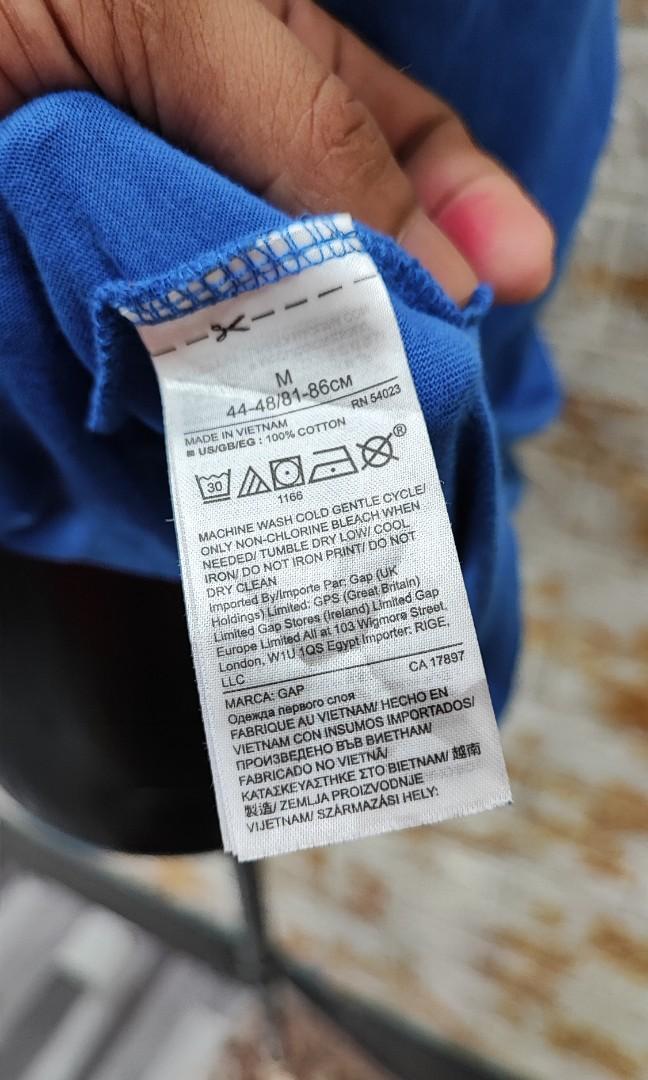 M
44-48/81-86CM
RN 54023
MADE IN VIETNAM
US/GB/EG : 100% COTTON
30
®
1166
MACHINE WASH COLD GENTLE CYCLE/
ONLY NON-CHLORINE BLEACH WHEN
NEEDED/ TUMBLE DRY LOW/ COOL
IRON/ DO NOT IRON PRINT/ DO NOT
DRY CLEAN
Imported By/Importe Par: Gap (UK
Holdings) Limited: GPS (Great Britain)
Limited Gap Stores (Ireland) Limited Gap
Europe Limited All at 103 Wigmore Street,
London, W1U 1QS Egypt Importer: RIGE,
LLC
CA 17897
MARCA: GAP
Одежда первого слоя
FABRIQUE AU VIETNAM/ HECHO EN
VIETNAM CON INSUMOS IMPORTADOS/
ПРОИЗВЕДЕНО ВЪВ ВИЕТНАМ/
FABRICADO NO VIETNÃ/
ΚΑΤΑΣΚΕΥΑΣΤΗΚΕ ΣΤΟ ΒΙΕΤΝΑΜ/ 越南
製造/ ZEMLJA PROIZVODNJE
VIJETNAM/ SZÁRMAZÁSI HELY: